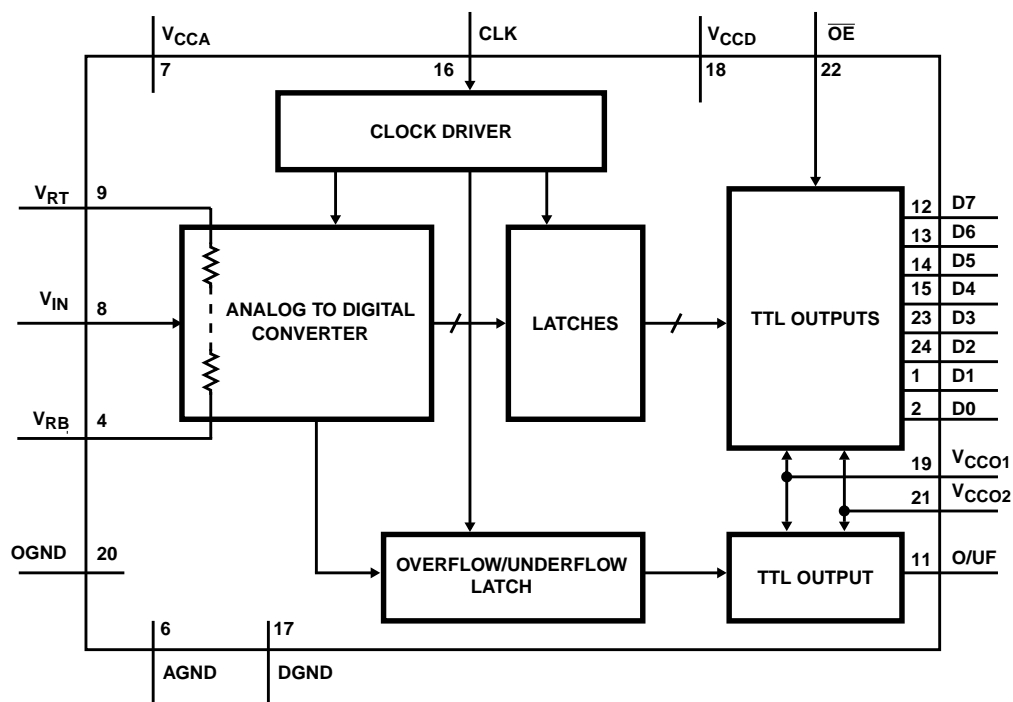 VCCA
CLK
VCCD
OE
7
16
18
22
CLOCK DRIVER
VRT
9
12
D7
13
D6
14
D5
VIN
8
ANALOG TO DIGITAL
CONVERTER
LATCHES
TTL OUTPUTS
15
D4
23
D3
24
D2
1
D1
VRB
4
2
D0
19
VCCO1
21
VCCO2
OGND
20
OVERFLOW/UNDERFLOW
LATCH
TTL OUTPUT
11
O/UF
6
17
AGND
DGND